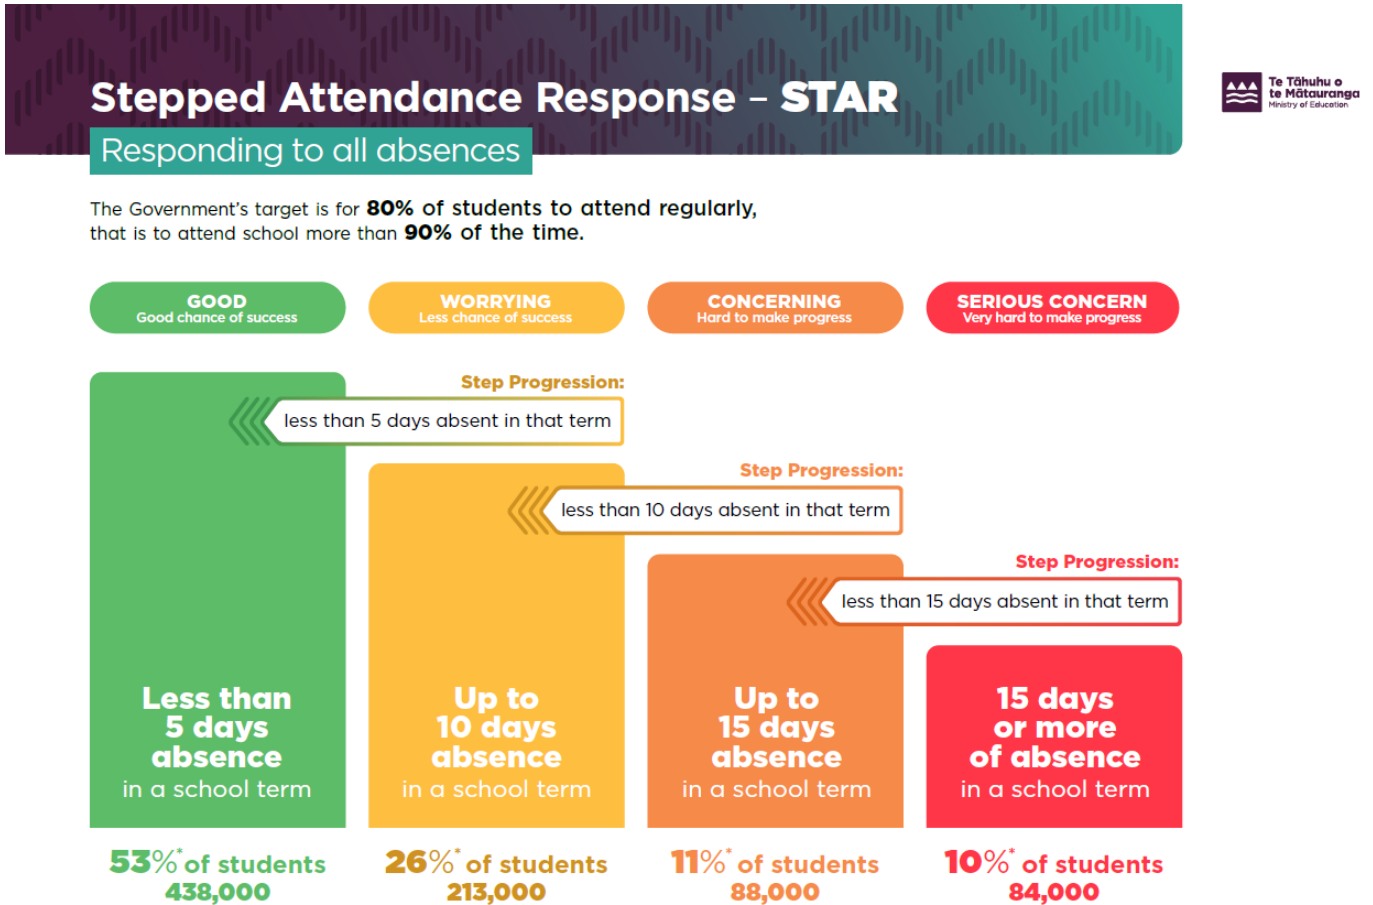 Stepped Attendance Response – STAR
Responding to all absences
Te Tāhuhu o
te Mātauranga
Ministry of Education
The Government's target is for 80% of students to attend regularly,
that is to attend school more than 90% of the time.
GOOD
Good chance of success
WORRYING
Less chance of success
CONCERNING
Hard to make progress
SERIOUS CONCERN
Very hard to make progress
Step Progression:
less than 5 days absent in that term
Step Progression:
less than 10 days absent in that term
Step Progression:
less than 15 days absent in that term
Less than
5 days
absence
in a school term
Up to
10 days
absence
in a school term
Up to
15 days
absence
in a school term
15 days
or more
of absence
in a school term
53%* of students
438,000
26%* of students
213,000
11%* of students
88,000
10%* of students
84,000